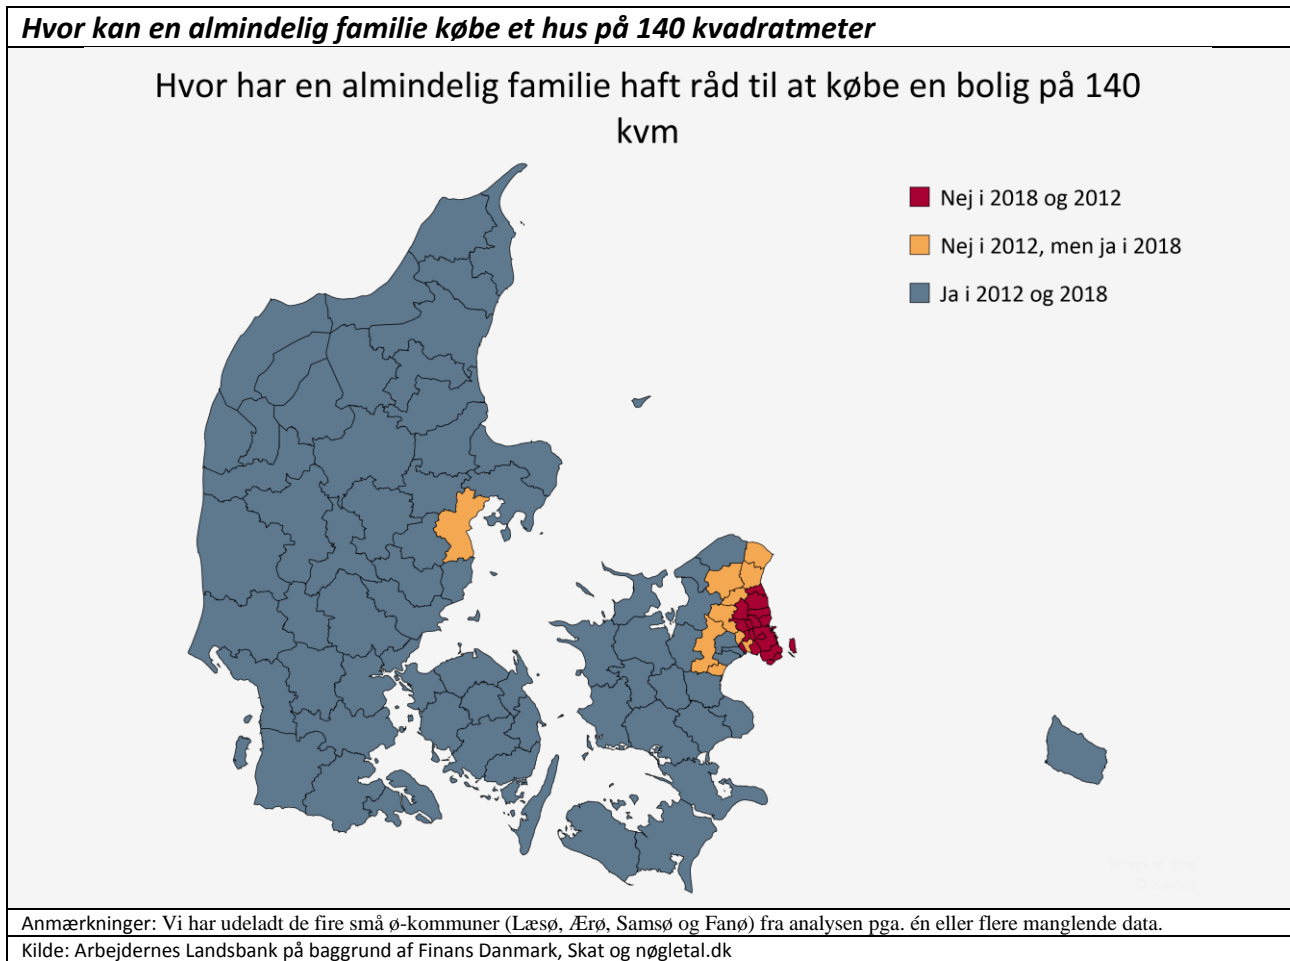 Hvor kan en almindelig familie købe et hus på 140 kvadratmeter
Hvor har en almindelig familie haft råd til at købe en bolig på 140
kvm
Nej i 2018 og 2012
Nej i 2012, men ja i 2018
Ja i 2012 og 2018
Anmærkninger: Vi har udeladt de fire små ø-kommuner (Læsø, Ærø, Samsø og Fanø) fra analysen pga. én eller flere manglende data.
Kilde: Arbejdernes Landsbank på baggrund af Finans Danmark, Skat og nøgletal.dk